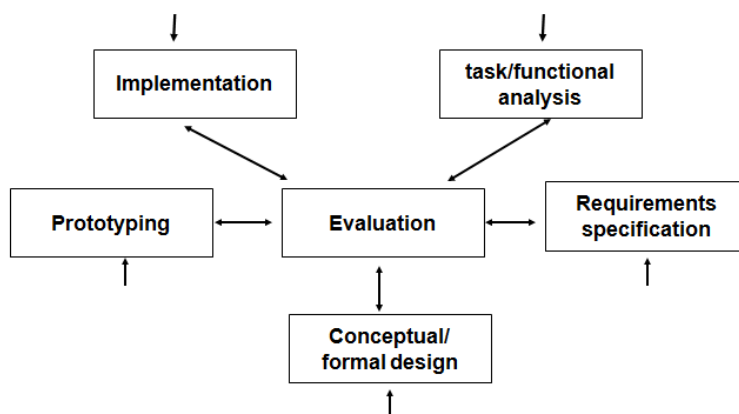 Implementation
task/functional
analysis
Prototyping
Evaluation
Requirements
specification
Conceptual/
formal design